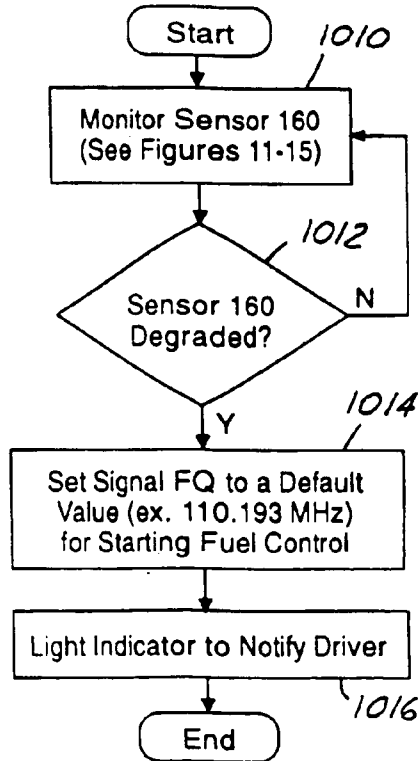 Start
1010
Monitor Sensor 160
(See Figures 11-15)
1012
Sensor 160
Degraded?
N
Y
1014
Set Signal FQ to a Default
Value (ex. 110.193 MHz)
for Starting Fuel Control
Light Indicator to Notify Driver
1016
End